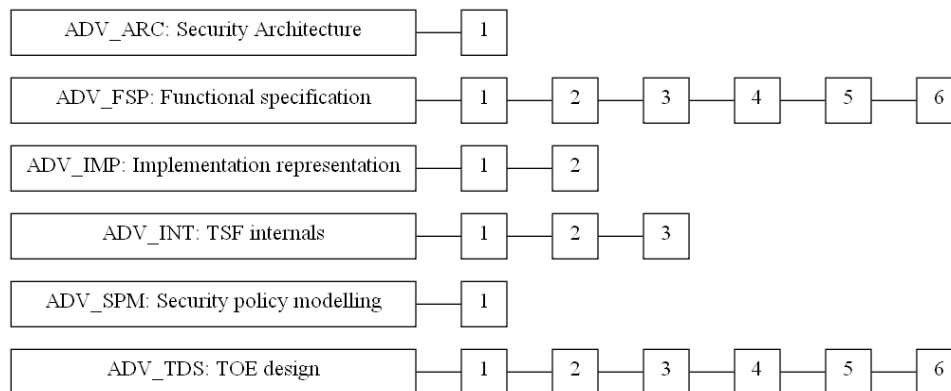 ADV_ARC: Security Architecture 1
ADV_FSP: Functional specification 1 2 3 4 5 6
ADV_IMP: Implementation representation 1 2
ADV_INT: TSF internals 1 2 3
ADV_SPM: Security policy modelling 1
ADV_TDS: TOE design 1 2 3 4 5 6